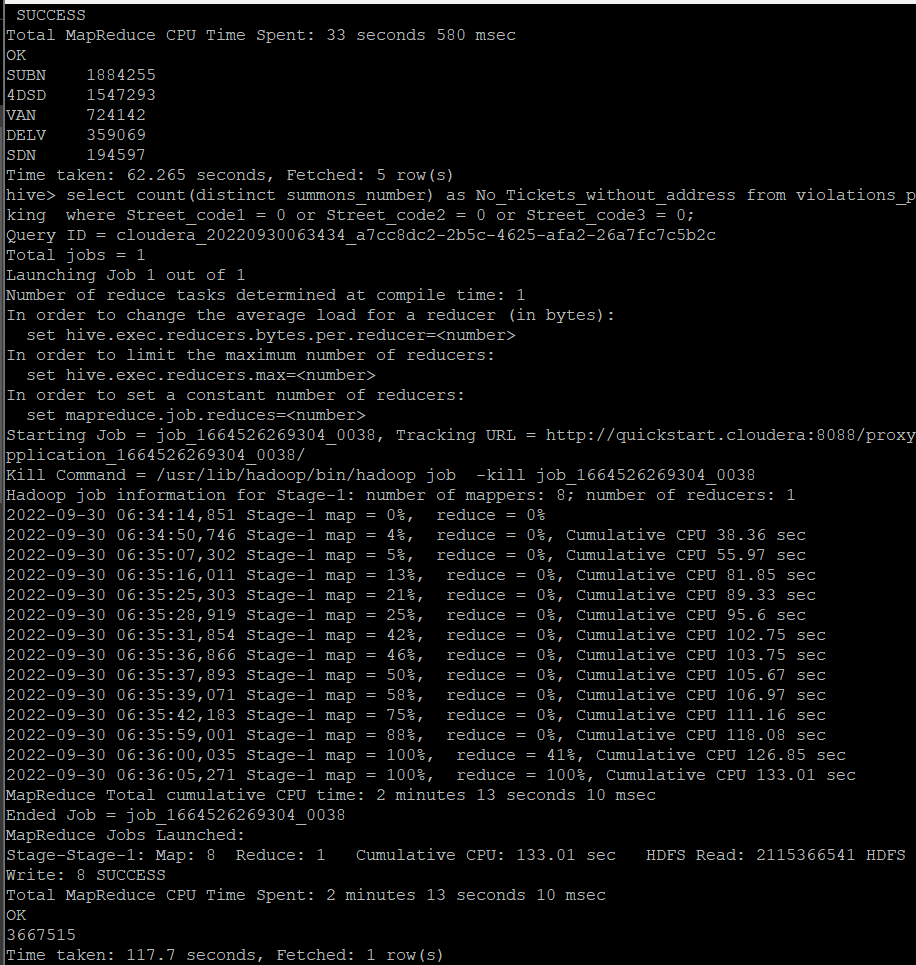 SUCCESS
Total MapReduce CPU Time Spent: 33 seconds 580 msec
OK
SUBN    1884255
4DSD    1547293
VAN     724142
DELV    359069
SDN     194597
Time taken: 62.265 seconds, Fetched: 5 row(s)
hive> select count(distinct summons_number) as No_Tickets_without_address from violations_p
king  where Street_code1 = 0 or Street_code2 = 0 or Street_code3 = 0;
Query ID = cloudera_20220930063434_a7cc8dc2-2b5c-4625-afa2-26a7fc7c5b2c
Total jobs = 1
Launching Job 1 out of 1
Number of reduce tasks determined at compile time: 1
In order to change the average load for a reducer (in bytes):
  set hive.exec.reducers.bytes.per.reducer=<number>
In order to limit the maximum number of reducers:
  set hive.exec.reducers.max=<number>
In order to set a constant number of reducers:
  set mapreduce.job.reduces=<number>
Starting Job = job_1664526269304_0038, Tracking URL = http://quickstart.cloudera:8088/proxy
pplication_1664526269304_0038/
Kill Command = /usr/lib/hadoop/bin/hadoop job  -kill job_1664526269304_0038
Hadoop job information for Stage-1: number of mappers: 8; number of reducers: 1
2022-09-30 06:34:14,851 Stage-1 map = 0%,  reduce = 0%
2022-09-30 06:34:50,746 Stage-1 map = 4%,  reduce = 0%, Cumulative CPU 38.36 sec
2022-09-30 06:35:07,302 Stage-1 map = 5%,  reduce = 0%, Cumulative CPU 55.97 sec
2022-09-30 06:35:16,011 Stage-1 map = 13%,  reduce = 0%, Cumulative CPU 81.85 sec
2022-09-30 06:35:25,303 Stage-1 map = 21%,  reduce = 0%, Cumulative CPU 89.33 sec
2022-09-30 06:35:28,919 Stage-1 map = 25%,  reduce = 0%, Cumulative CPU 95.6 sec
2022-09-30 06:35:31,854 Stage-1 map = 42%,  reduce = 0%, Cumulative CPU 102.75 sec
2022-09-30 06:35:36,866 Stage-1 map = 46%,  reduce = 0%, Cumulative CPU 103.75 sec
2022-09-30 06:35:37,893 Stage-1 map = 50%,  reduce = 0%, Cumulative CPU 105.67 sec
2022-09-30 06:35:39,071 Stage-1 map = 58%,  reduce = 0%, Cumulative CPU 106.97 sec
2022-09-30 06:35:42,183 Stage-1 map = 75%,  reduce = 0%, Cumulative CPU 111.16 sec
2022-09-30 06:35:59,001 Stage-1 map = 88%,  reduce = 0%, Cumulative CPU 118.08 sec
2022-09-30 06:36:00,035 Stage-1 map = 100%,  reduce = 41%, Cumulative CPU 126.85 sec
2022-09-30 06:36:05,271 Stage-1 map = 100%,  reduce = 100%, Cumulative CPU 133.01 sec
MapReduce Total cumulative CPU time: 2 minutes 13 seconds 10 msec
Ended Job = job_1664526269304_0038
MapReduce Jobs Launched:
Stage-Stage-1: Map: 8  Reduce: 1   Cumulative CPU: 133.01 sec   HDFS Read: 2115366541 HDFS
Write: 8 SUCCESS
Total MapReduce CPU Time Spent: 2 minutes 13 seconds 10 msec
OK
3667515
Time taken: 117.7 seconds, Fetched: 1 row(s)